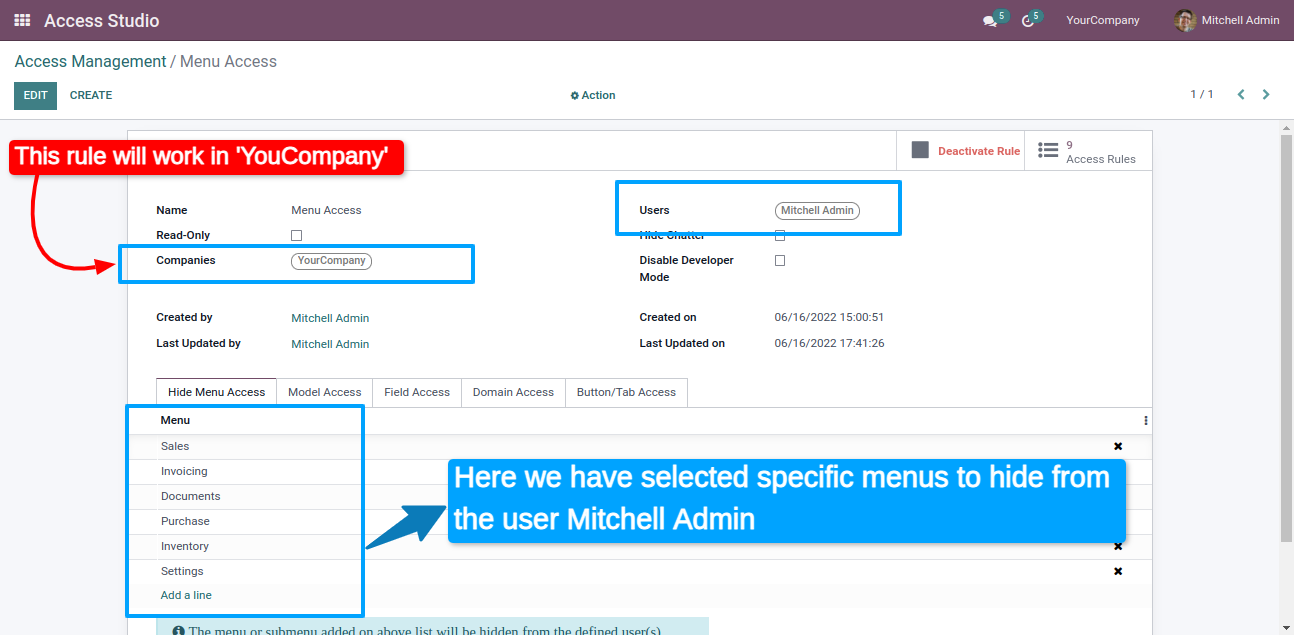 Access Studio 5 5 YourCompany Mitchell Admin
Access Management / Menu Access
EDIT CREATE Action 1 / 1
This rule will work in 'YouCompany'
Deactivate Rule 9 Access Rules
Name Menu Access Users Mitchell Admin
Read-Only Hide Chatter
Companies YourCompany Disable Developer Mode
Created by Mitchell Admin Created on 06/16/2022 15:00:51
Last Updated by Mitchell Admin Last Updated on 06/16/2022 17:41:26
Hide Menu Access Model Access Field Access Domain Access Button/Tab Access
Menu
Sales
Invoicing
Documents
Purchase
Inventory
Settings
Add a line
Here we have selected specific menus to hide from
the user Mitchell Admin
The menu or submenu added on above list will be hidden from the defined user(s).